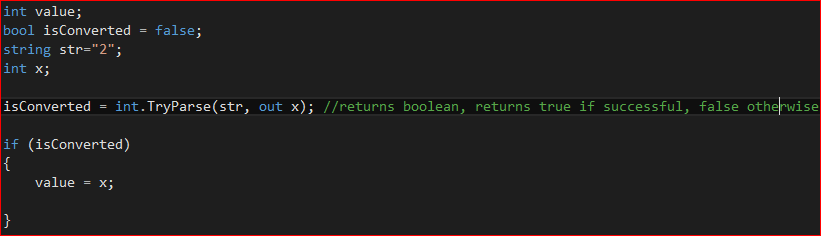 int value;
bool isConverted = false;
string str="2";
int x;
isConverted = int.TryParse(str, out x); //returns boolean, returns true if successful, false otherwise
if (isConverted)
{
value = x;
}